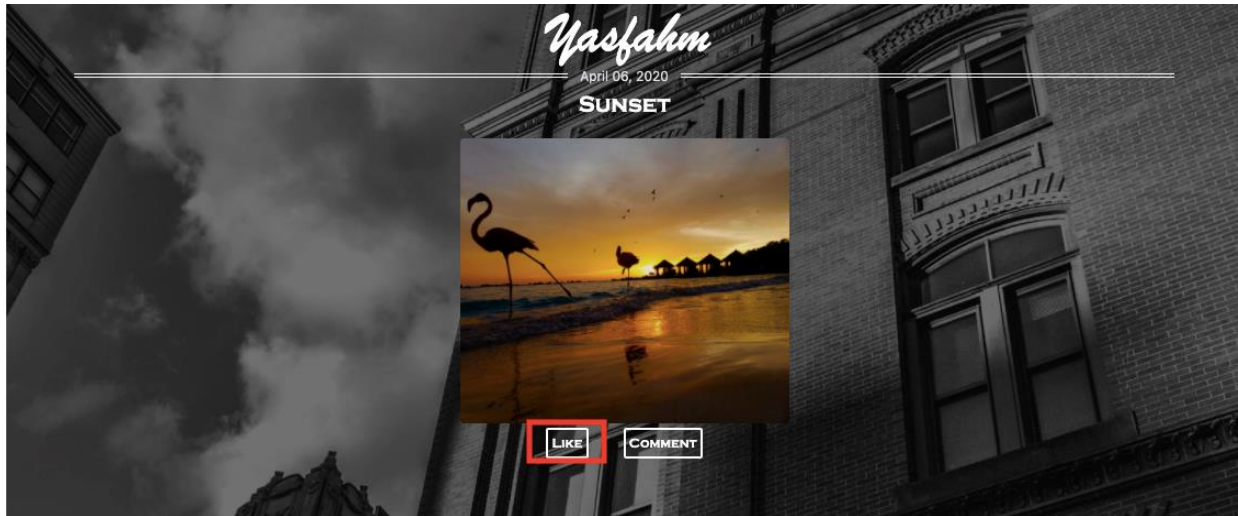 Yasfahm
April 06, 2020
SUNSET
LIKE
COMMENT